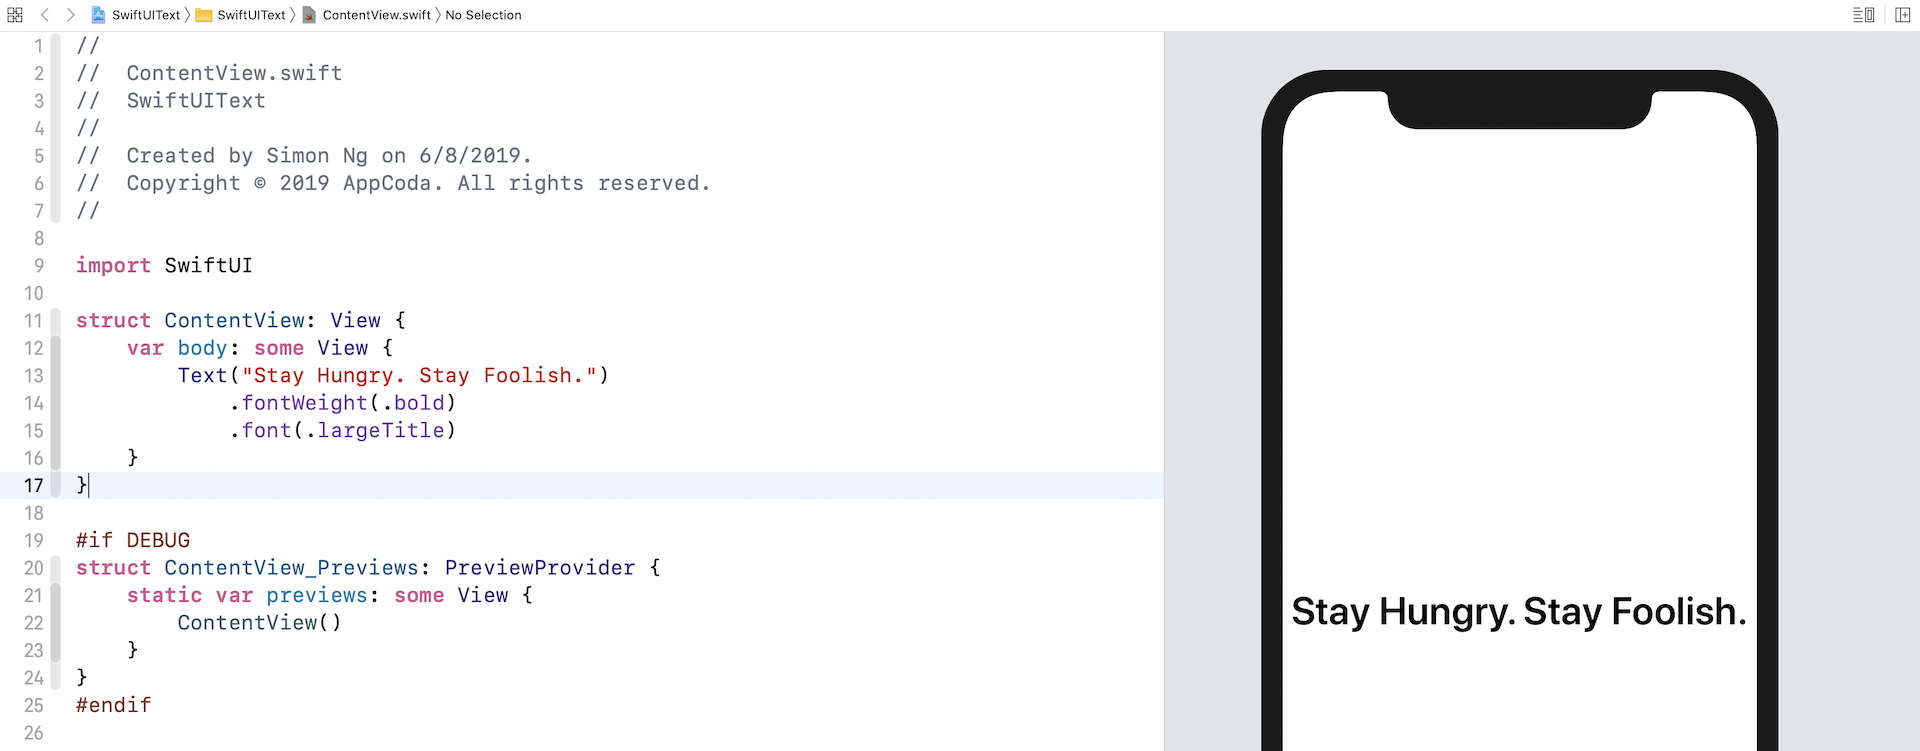 SwiftUIText SwiftUIText ContentView.swift No Selection
1 //
2 //  ContentView.swift
3 //  SwiftUIText
4 //
5 //  Created by Simon Ng on 6/8/2019.
6 //  Copyright © 2019 AppCoda. All rights reserved.
7 //
8
9 import SwiftUI
10
11 struct ContentView: View {
12     var body: some View {
13         Text("Stay Hungry. Stay Foolish.")
14             .fontWeight(.bold)
15             .font(.largeTitle)
16     }
17 }
18
19 #if DEBUG
20 struct ContentView_Previews: PreviewProvider {
21     static var previews: some View {
22         ContentView()
23     }
24 }
25 #endif
26
Stay Hungry. Stay Foolish.